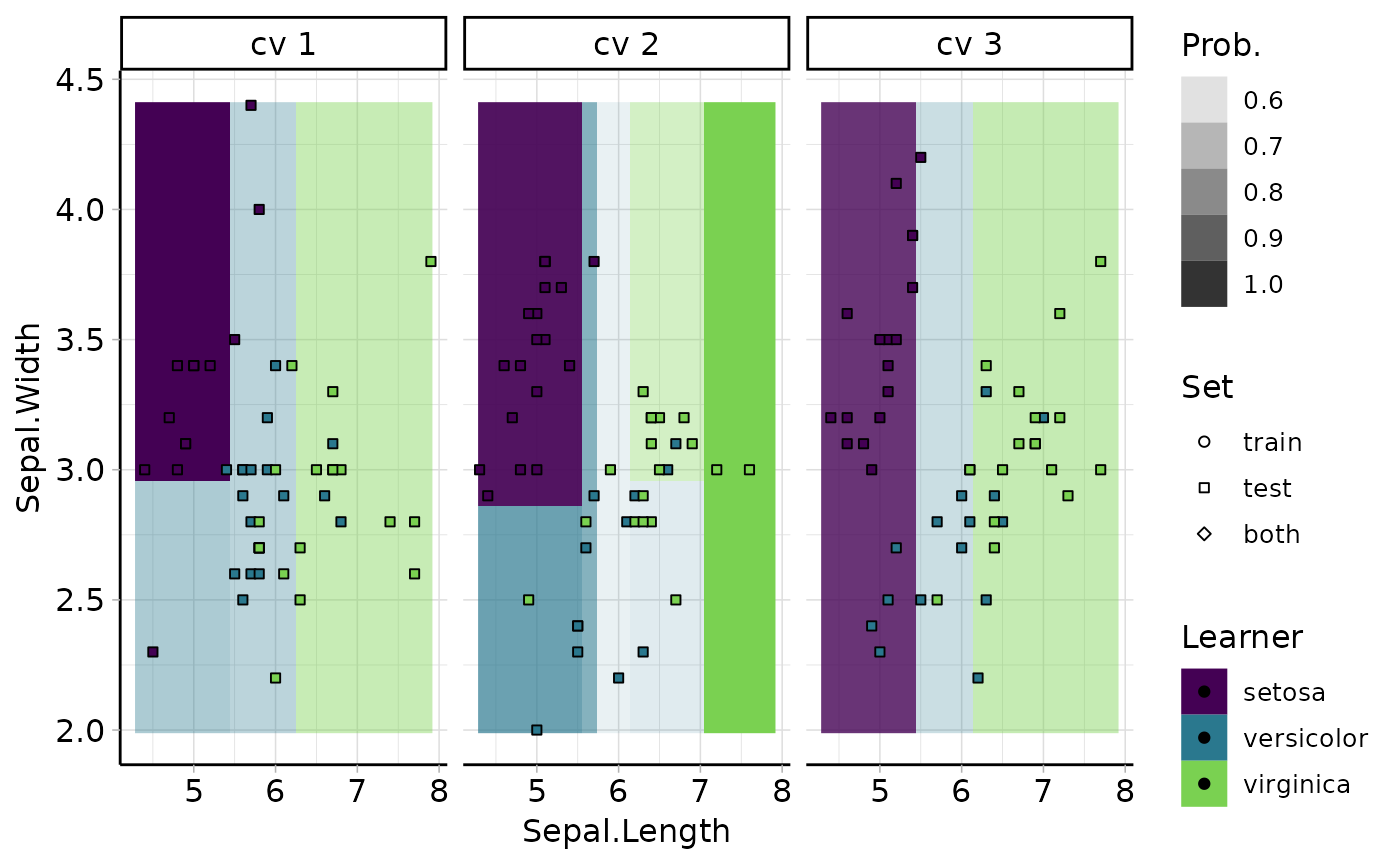 cv 1
cv 2
cv 3
4.5
4.0
3.5
3.0
2.5
2.0
Sepal.Width
5 6 7 8
5 6 7 8
5 6 7 8
Sepal.Length
Prob.
0.6
0.7
0.8
0.9
1.0
Set
train
test
both
Learner
setosa
versicolor
virginica